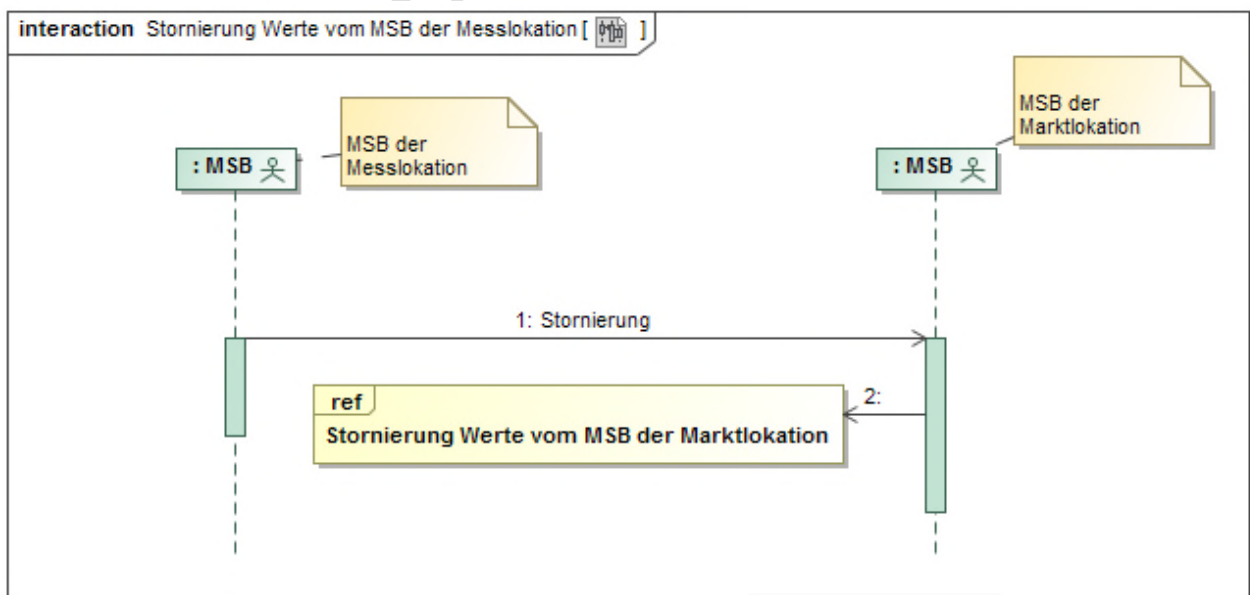 interaction Stornierung Werte vom MSB der Messlokation [ ]
MSB der
Marktlokation
MSB der
Messlokation
: MSB
: MSB
1: Stornierung
ref
2:
Stornierung Werte vom MSB der Marktlokation